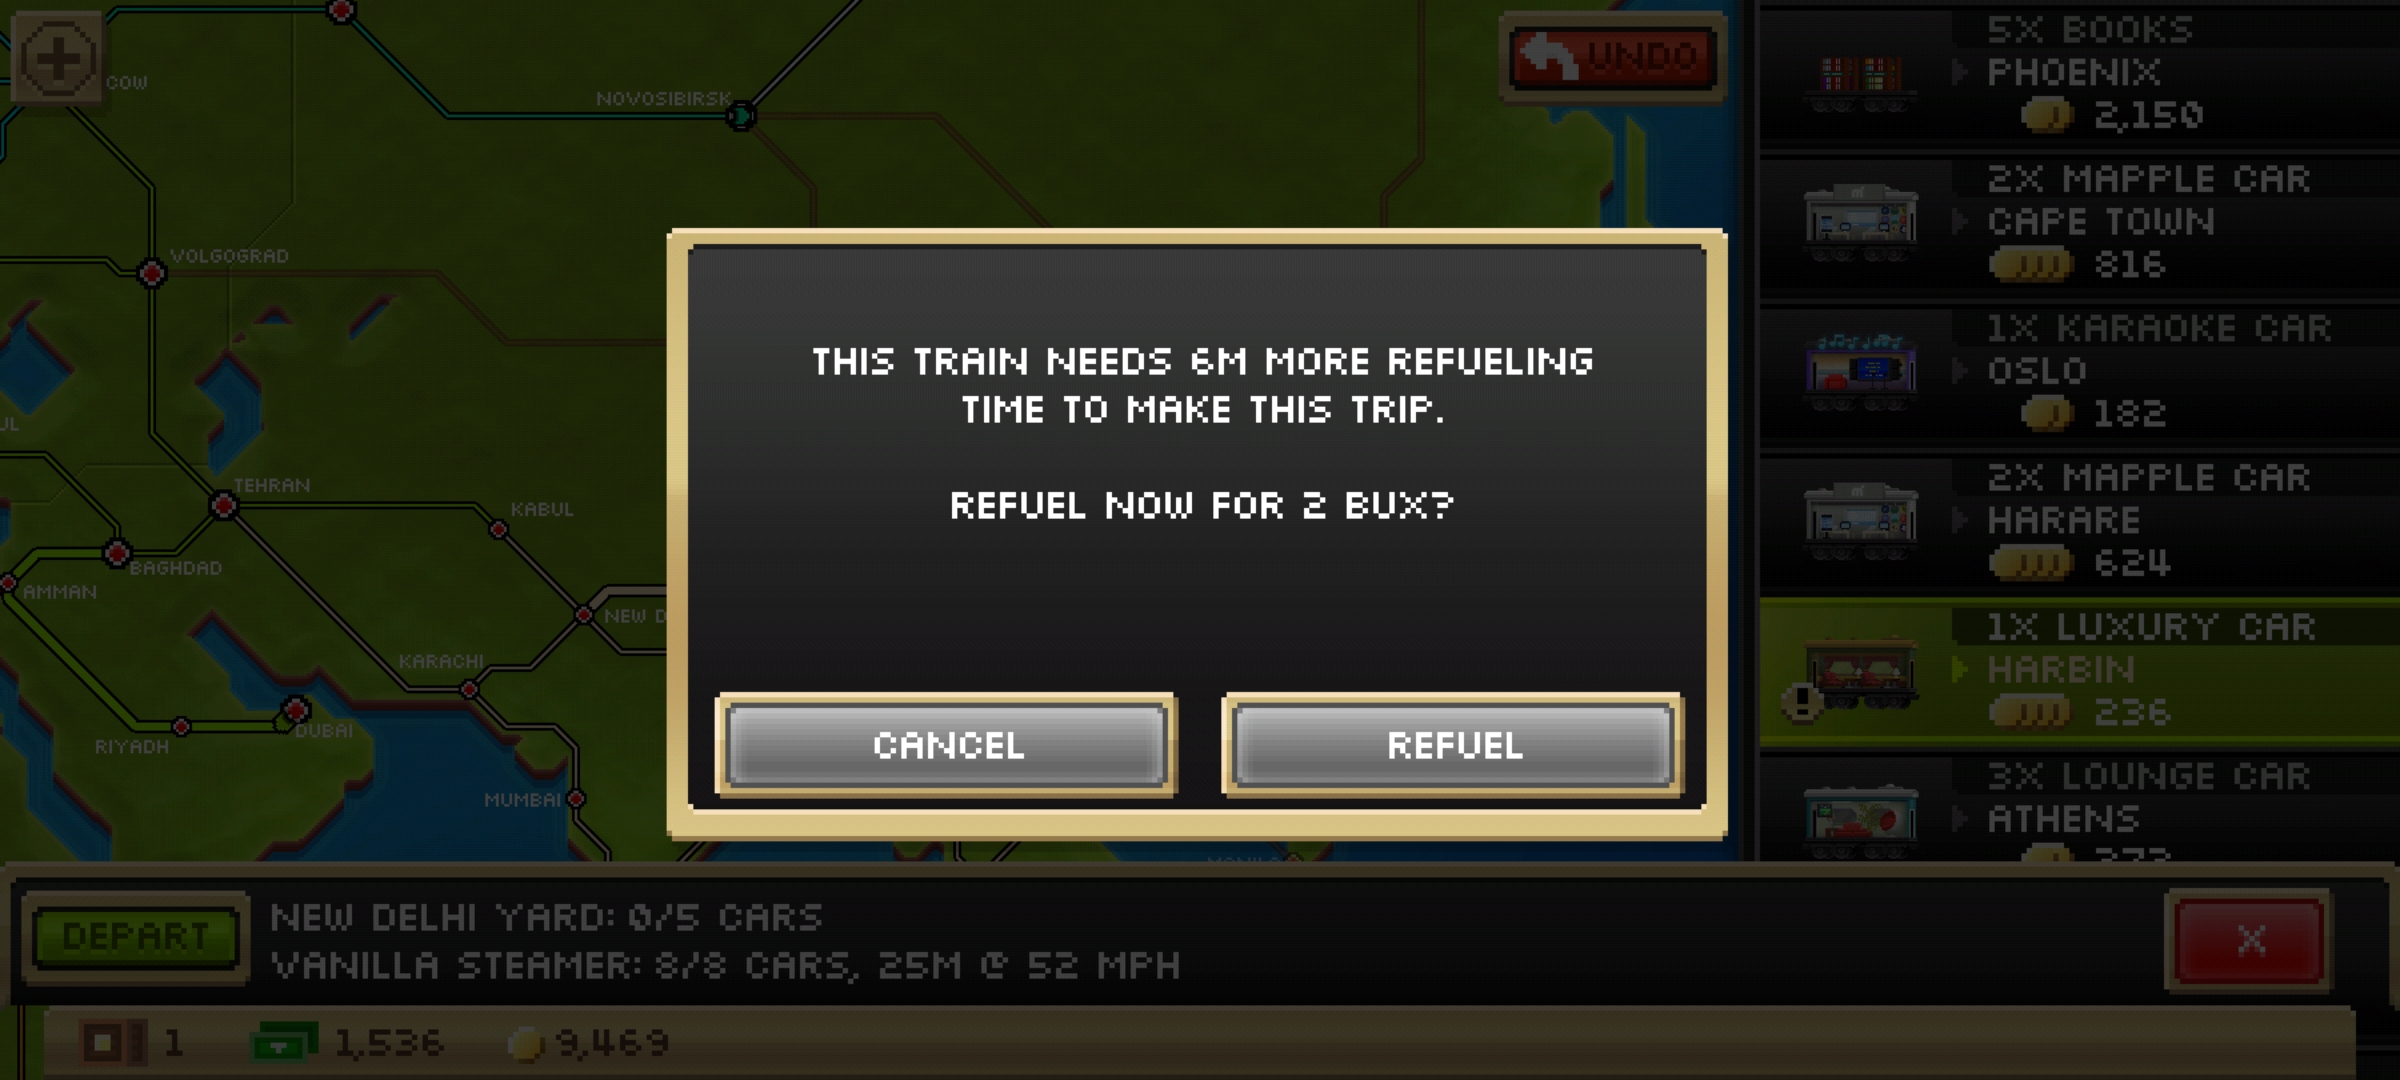 COW
NOVOSIBIRSK
UNDO
VOLGOGRAD
UL
TEHRAN
KABUL
BAGHDAD
AMMAN
NEW D
KARACHI
RIYADH
DUBAI
MUMBAI
THIS TRAIN NEEDS 6M MORE REFUELING
TIME TO MAKE THIS TRIP.
REFUEL NOW FOR 2 BUX?
CANCEL
REFUEL
5X BOOKS
PHOENIX
2,150
2X MAPPLE CAR
CAPE TOWN
816
1X KARAOKE CAR
OSLO
182
2X MAPPLE CAR
HARARE
624
1X LUXURY CAR
HARBIN
236
3X LOUNGE CAR
ATHENS
DEPART
NEW DELHI YARD: 0/5 CARS
VANILLA STEAMER: 8/8 CARS, 25M @ 52 MPH
X
1
1,536
9,469